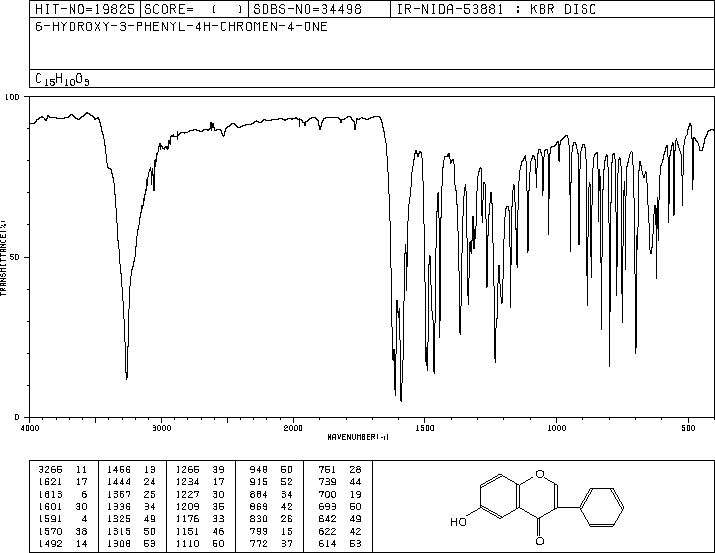 HIT-NO=19825 SCORE= ( ) SDBS-NO=34498 IR-NIDA-53881 : KBR DISC
6-HYDROXY-3-PHENYL-4H-CHROMEN-4-ONE
C15H10O3
100
50
0
TRANSMITTANCE(%)
4000 3000 2000 1500 1000 500
WAVENUMBER(-1)
3265 11 1466 13 1266 39 948 50 751 28
1621 17 1444 24 1234 17 915 52 739 44
1613 6 1367 25 1227 30 884 34 700 19
1601 30 1336 34 1209 35 869 42 693 50
1591 4 1325 49 1176 33 830 26 642 49
1570 38 1315 50 1151 46 799 15 622 42
1492 14 1308 53 1110 50 772 37 614 53
O
HO
O